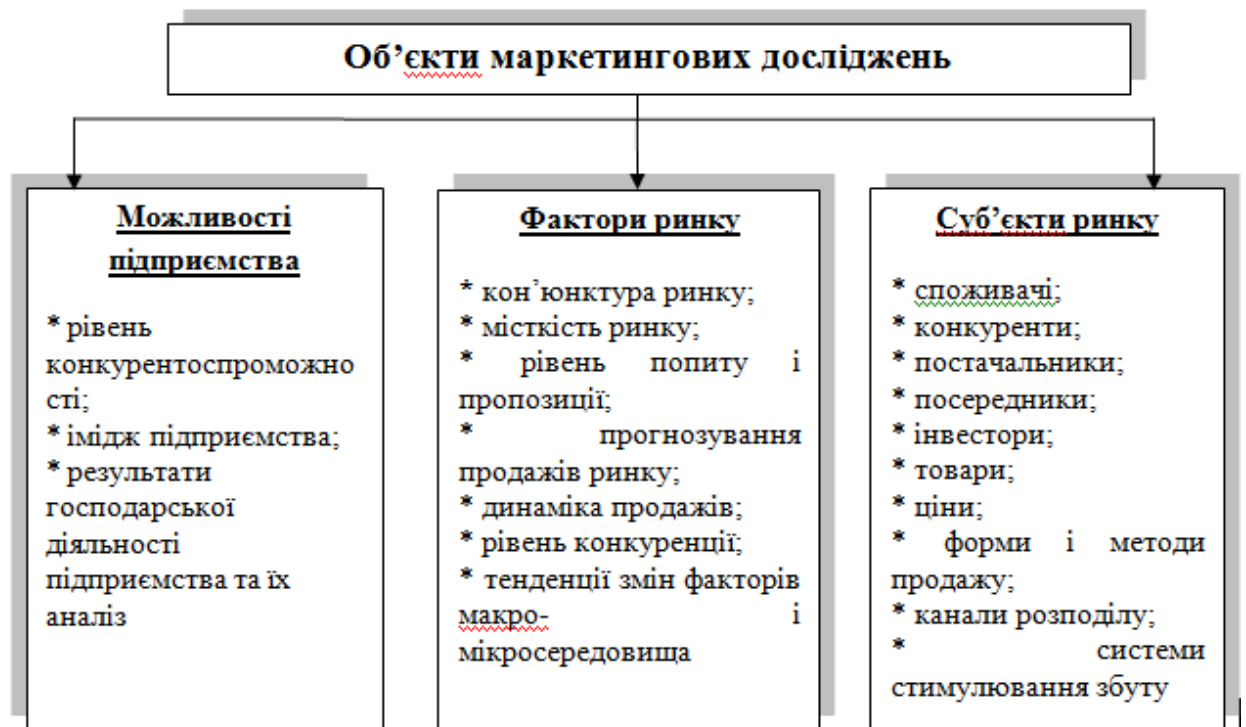 Об’єкти маркетингових досліджень
Можливості
підприємства
* рівень
конкурентоспроможно
сті;
* імідж підприємства;
* результати
господарської
діяльності
підприємства та їх
аналіз
Фактори ринку
* кон’юнктура ринку;
* місткість ринку;
* рівень попиту і
пропозиції;
* прогнозування
продажів ринку;
* динаміка продажів;
* рівень конкуренції;
* тенденції змін факторів
макро- і
мікросередовища
Суб’єкти ринку
* споживачі;
* конкуренти;
* постачальники;
* посередники;
* інвестори;
* товари;
* ціни;
* форми і методи
продажу;
* канали розподілу;
* системи
стимулювання збуту